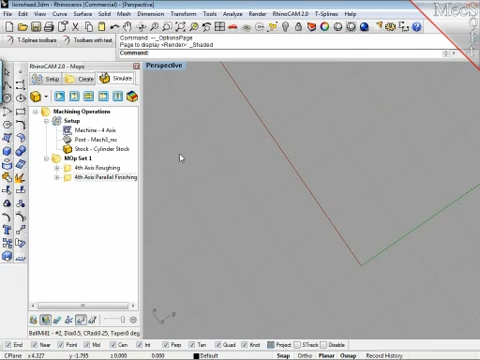 lionshead.3dm - Rhinoceros (Commercial) - [Perspective]
File Edit View Curve Surface Solid Mesh Dimension Transform Tools Analyze Render RhinoCAM 2.0 T-Splines Help
T-Splines toolbars Toolbars with text
Command: _OptionsPage
Page to display <Render>: _Shaded
Command:
RhinoCAM 2.0 - Mops
Setup Create Simulate
Machining Operations
Setup
Machine - 4 Axis
Post - Mach3_mc
Stock - Cylinder Stock
MOp Set 1
4th Axis Roughing
4th Axis Parallel Finishing
Perspective
BallMill1 - #2, Dia0.5, CRad0.25, Taper0 deg
End Near Point Mid Cen Int Perp Tan Quad Knot Project STrack Disable
CPlane x 4.327 y -3.795 z 0.000 0.000 Default Snap Ortho Planar Osnap Record History